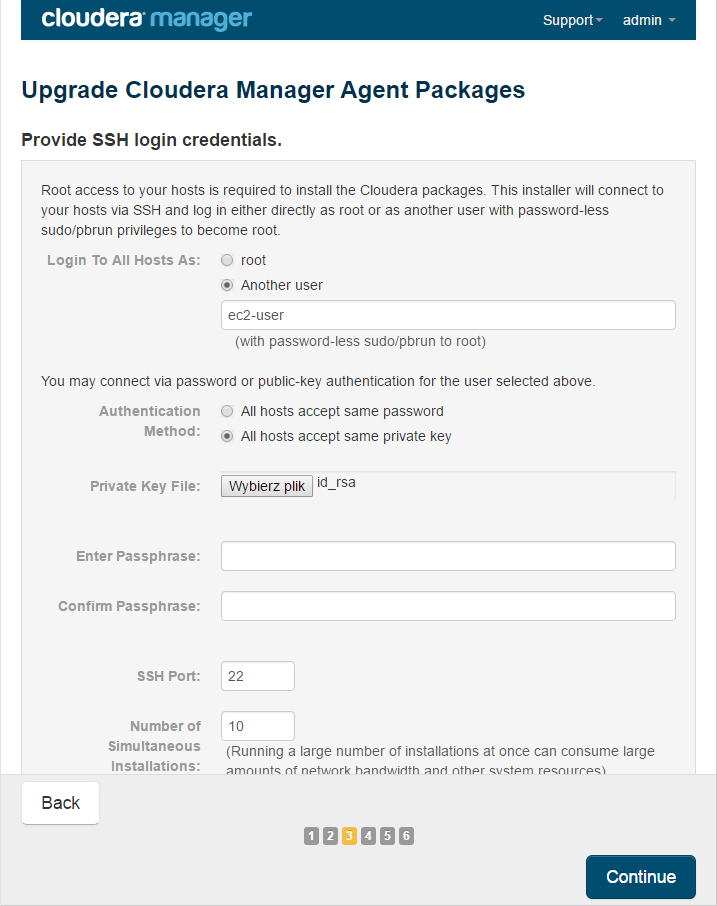 cloudera manager Support admin
Upgrade Cloudera Manager Agent Packages
Provide SSH login credentials.
Root access to your hosts is required to install the Cloudera packages. This installer will connect to
your hosts via SSH and log in either directly as root or as another user with password-less
sudo/pbrun privileges to become root.
Login To All Hosts As: root
Another user
ec2-user
(with password-less sudo/pbrun to root)
You may connect via password or public-key authentication for the user selected above.
Authentication All hosts accept same password
Method: All hosts accept same private key
Private Key File: Wybierz plik id_rsa
Enter Passphrase:
Confirm Passphrase:
SSH Port: 22
Number of 10
Simultaneous (Running a large number of installations at once can consume large
Installations: amounts of network bandwidth and other system resources)
Back
1 2 3 4 5 6
Continue